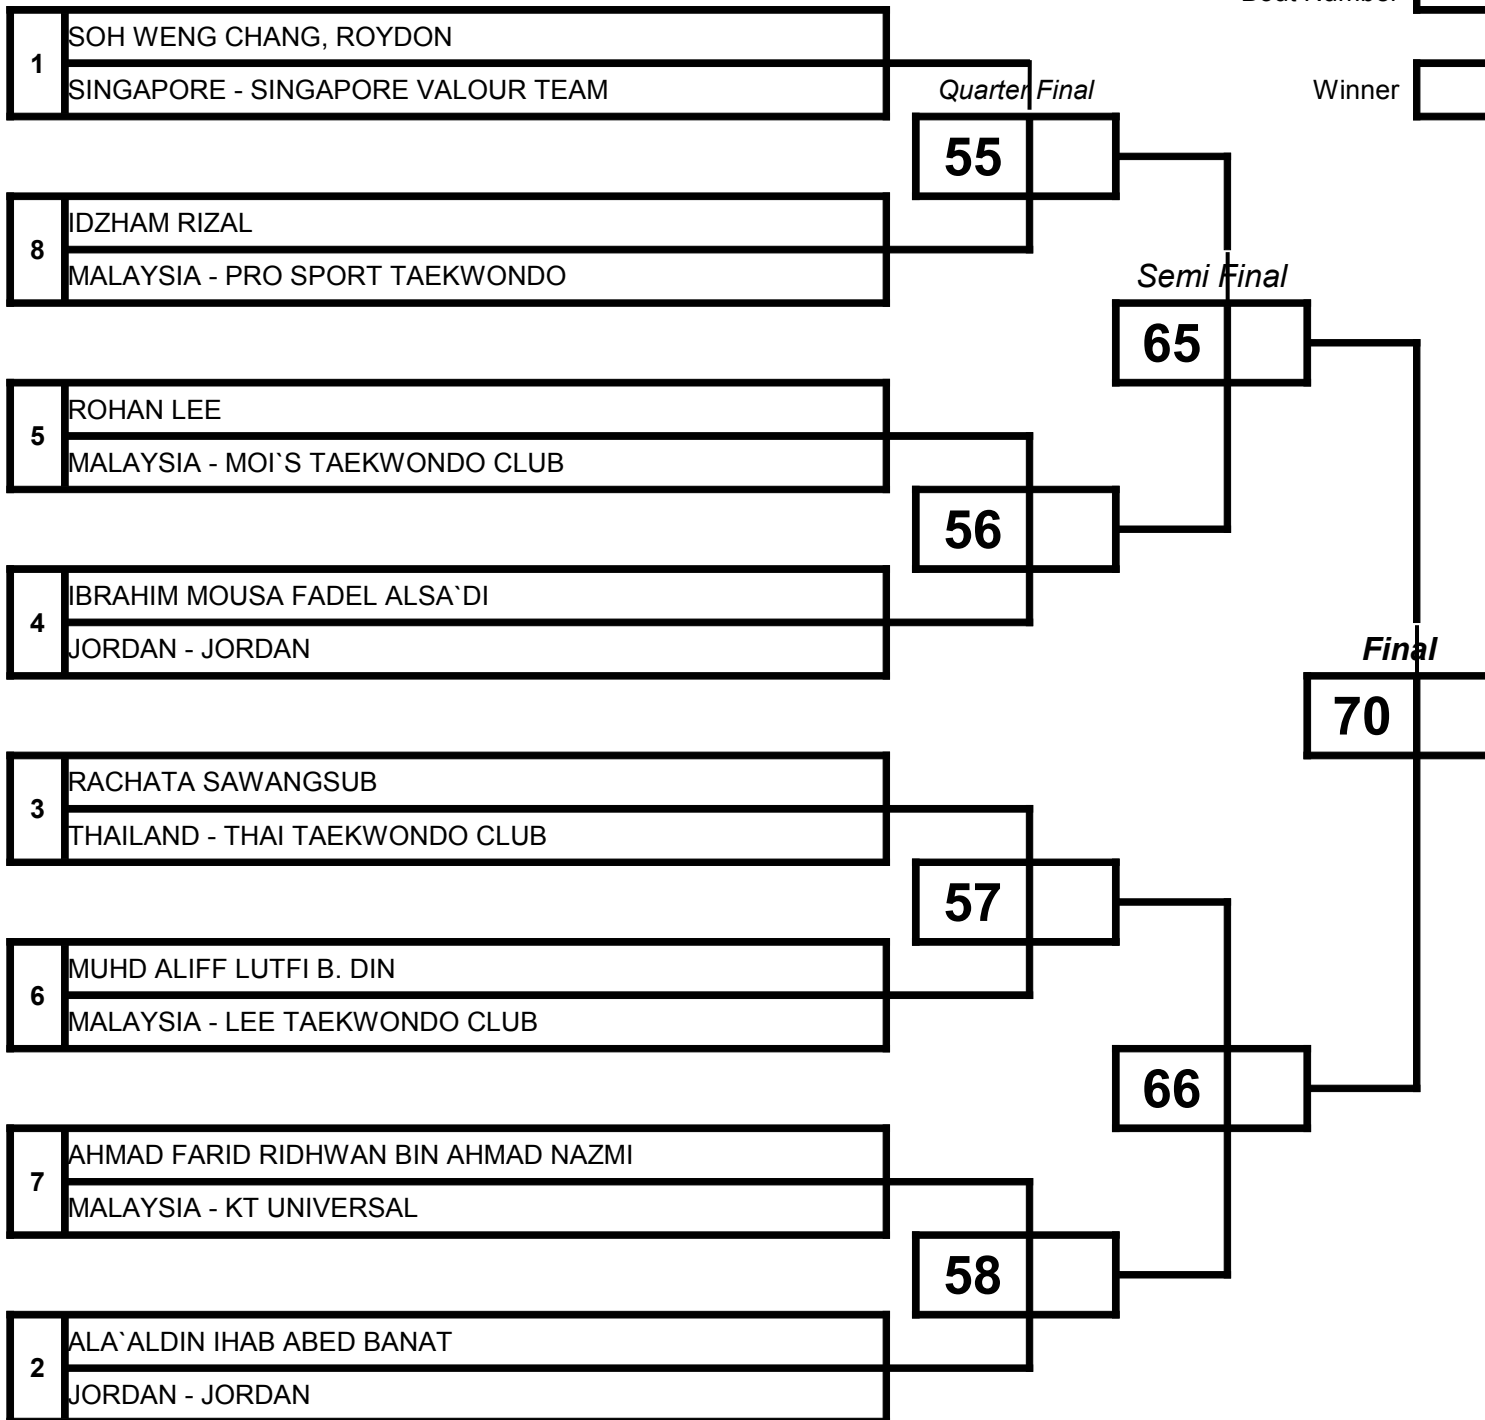 Bout Number
1
SOH WENG CHANG, ROYDON
SINGAPORE - SINGAPORE VALOUR TEAM
Quarter Final
Winner
55
8
IDZHAM RIZAL
MALAYSIA - PRO SPORT TAEKWONDO
Semi Final
65
5
ROHAN LEE
MALAYSIA - MOI`S TAEKWONDO CLUB
56
4
IBRAHIM MOUSA FADEL ALSA`DI
JORDAN - JORDAN
Final
70
3
RACHATA SAWANGSUB
THAILAND - THAI TAEKWONDO CLUB
57
6
MUHD ALIFF LUTFI B. DIN
MALAYSIA - LEE TAEKWONDO CLUB
66
7
AHMAD FARID RIDHWAN BIN AHMAD NAZMI
MALAYSIA - KT UNIVERSAL
58
2
ALA`ALDIN IHAB ABED BANAT
JORDAN - JORDAN